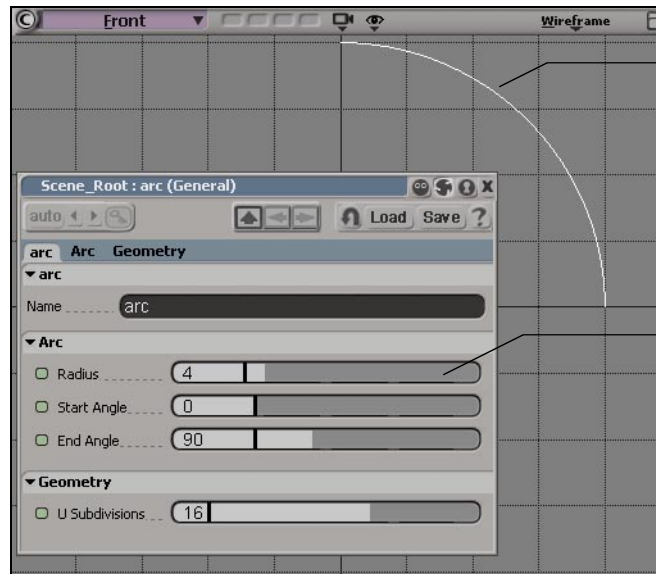 C Front Wireframe
Scene_Root : arc (General)
auto Load Save ?
arc Arc Geometry
arc
Name arc
Arc
Radius 4
Start Angle 0
End Angle 90
Geometry
U Subdivisions 16